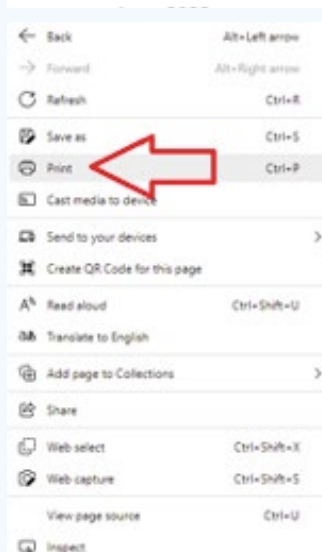 Back Alt+Left arrow
Forward Alt+Right arrow
Refresh Ctrl+R
Save as Ctrl+S
Print Ctrl+P
Cast media to device
Send to your devices
Create QR Code for this page
Read aloud Ctrl+Shift+U
Translate to English
Add page to Collections
Share
Web select Ctrl+Shift+X
Web capture Ctrl+Shift+S
View page source Ctrl+U
Inspect